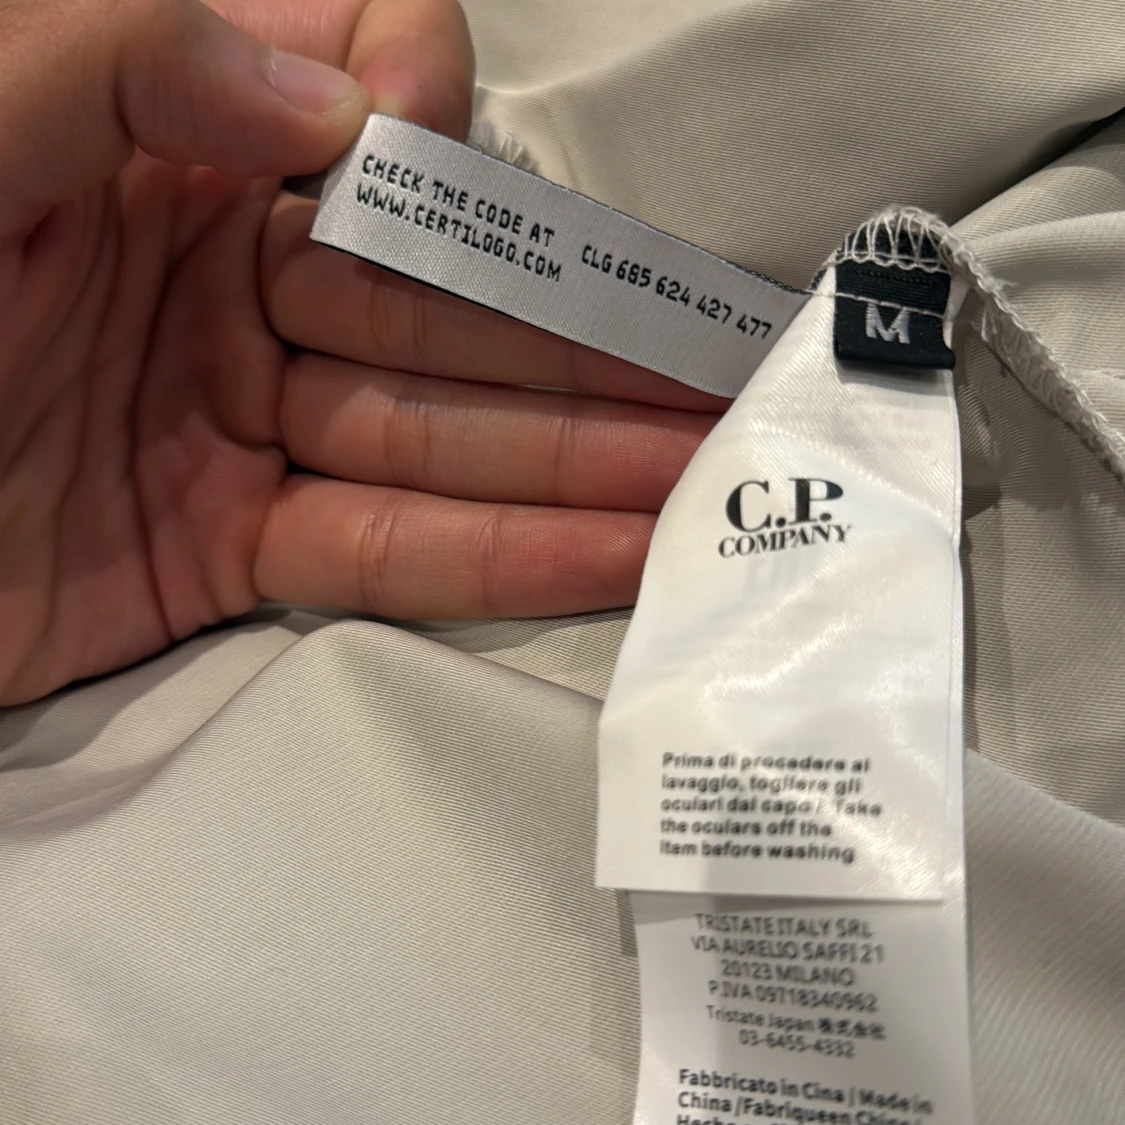 CHECK THE CODE AT
WWW.CERTILOGO.COM
CLG 685 624 427 477
M
C.P.
COMPANY
Prima di procedere al
lavaggio, togliere gli
oculari dal capo / Take
the oculars off the
item before washing
TRISTATE ITALY SRL
VIA AURELIO SAFFI 21
20123 MILANO
P.IVA 09718340962
Tristate Japan 株式会社
03-6455-4332
Fabbricato in Cina / Made in
China /Fabriqueen Chine/